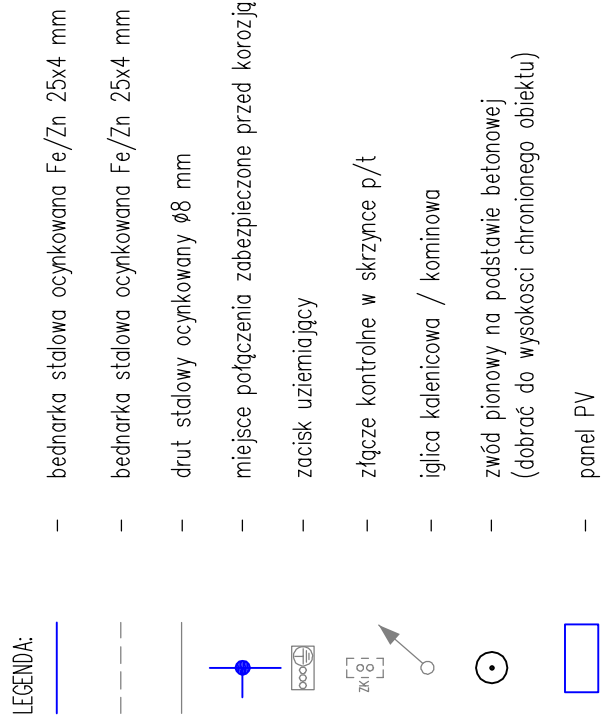 LEGENDA:
- bednarka stalowa ocynkowana Fe/Zn 25x4 mm
- bednarka stalowa ocynkowana Fe/Zn 25x4 mm
- drut stalowy ocynkowany ø8 mm
- miejsce połączenia zabezpieczone przed korozją
- zacisk uziemiający
ZK - złącze kontrolne w skrzynce p/t
- iglica kalenicowa / kominowa
- zwód pionowy na podstawie betonowej
(dobrać do wysokosci chronionego obiektu)
- panel PV